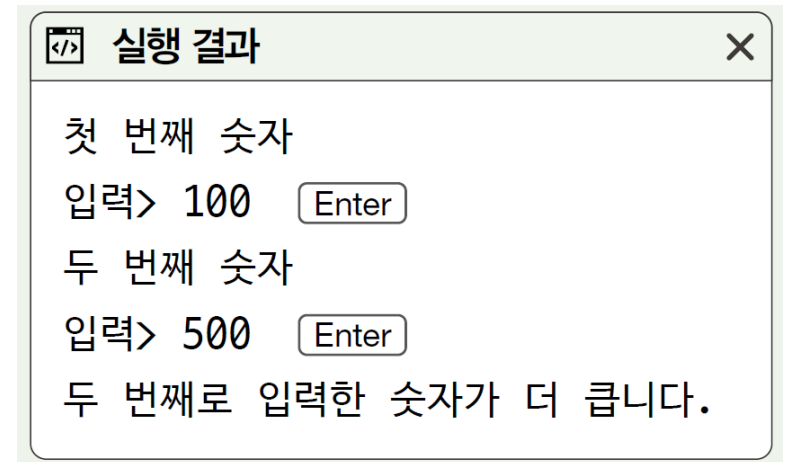 </> 실행 결과 ×
첫 번째 숫자
입력> 100 Enter
두 번째 숫자
입력> 500 Enter
두 번째로 입력한 숫자가 더 큽니다.